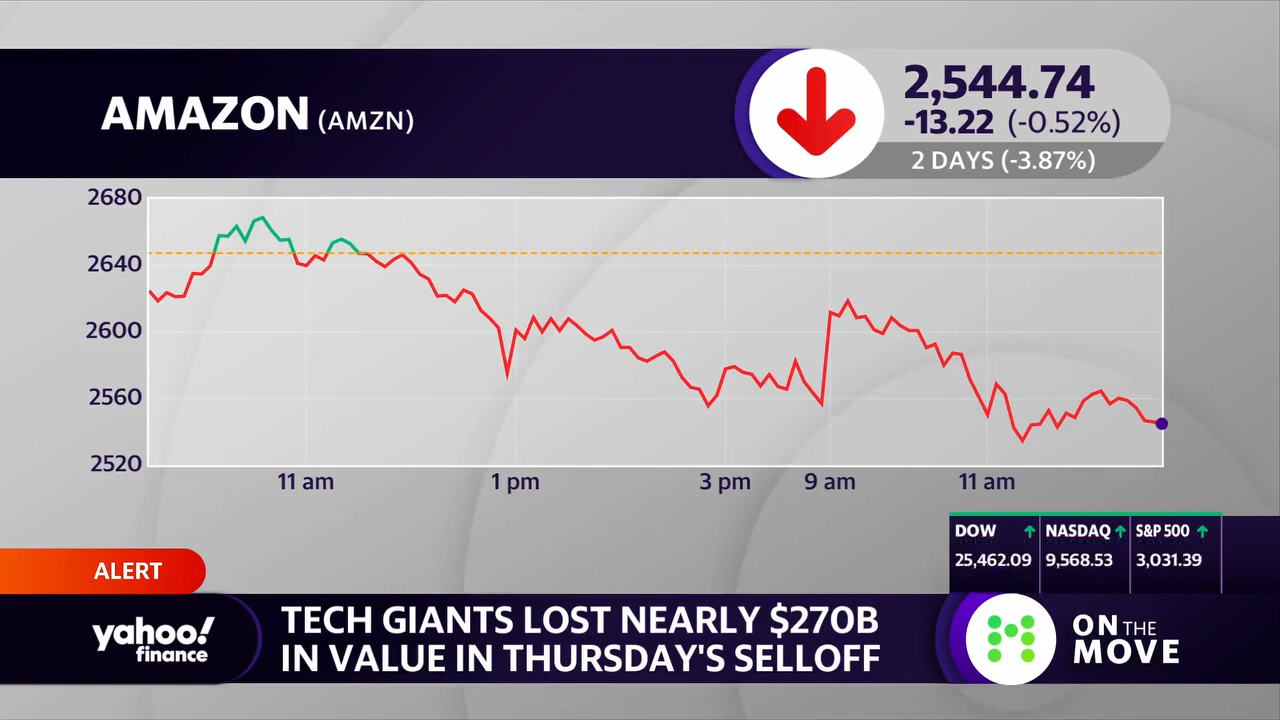 AMAZON (AMZN)
2,544.74
-13.22 (-0.52%)
2 DAYS (-3.87%)
2680
2640
2600
2560
2520
11 am
1 pm
3 pm
9 am
11 am
DOW
25,462.09
NASDAQ
9,568.53
S&P 500
3,031.39
ALERT
yahoo!
finance
TECH GIANTS LOST NEARLY $270B
IN VALUE IN THURSDAY'S SELLOFF
ON THE
MOVE